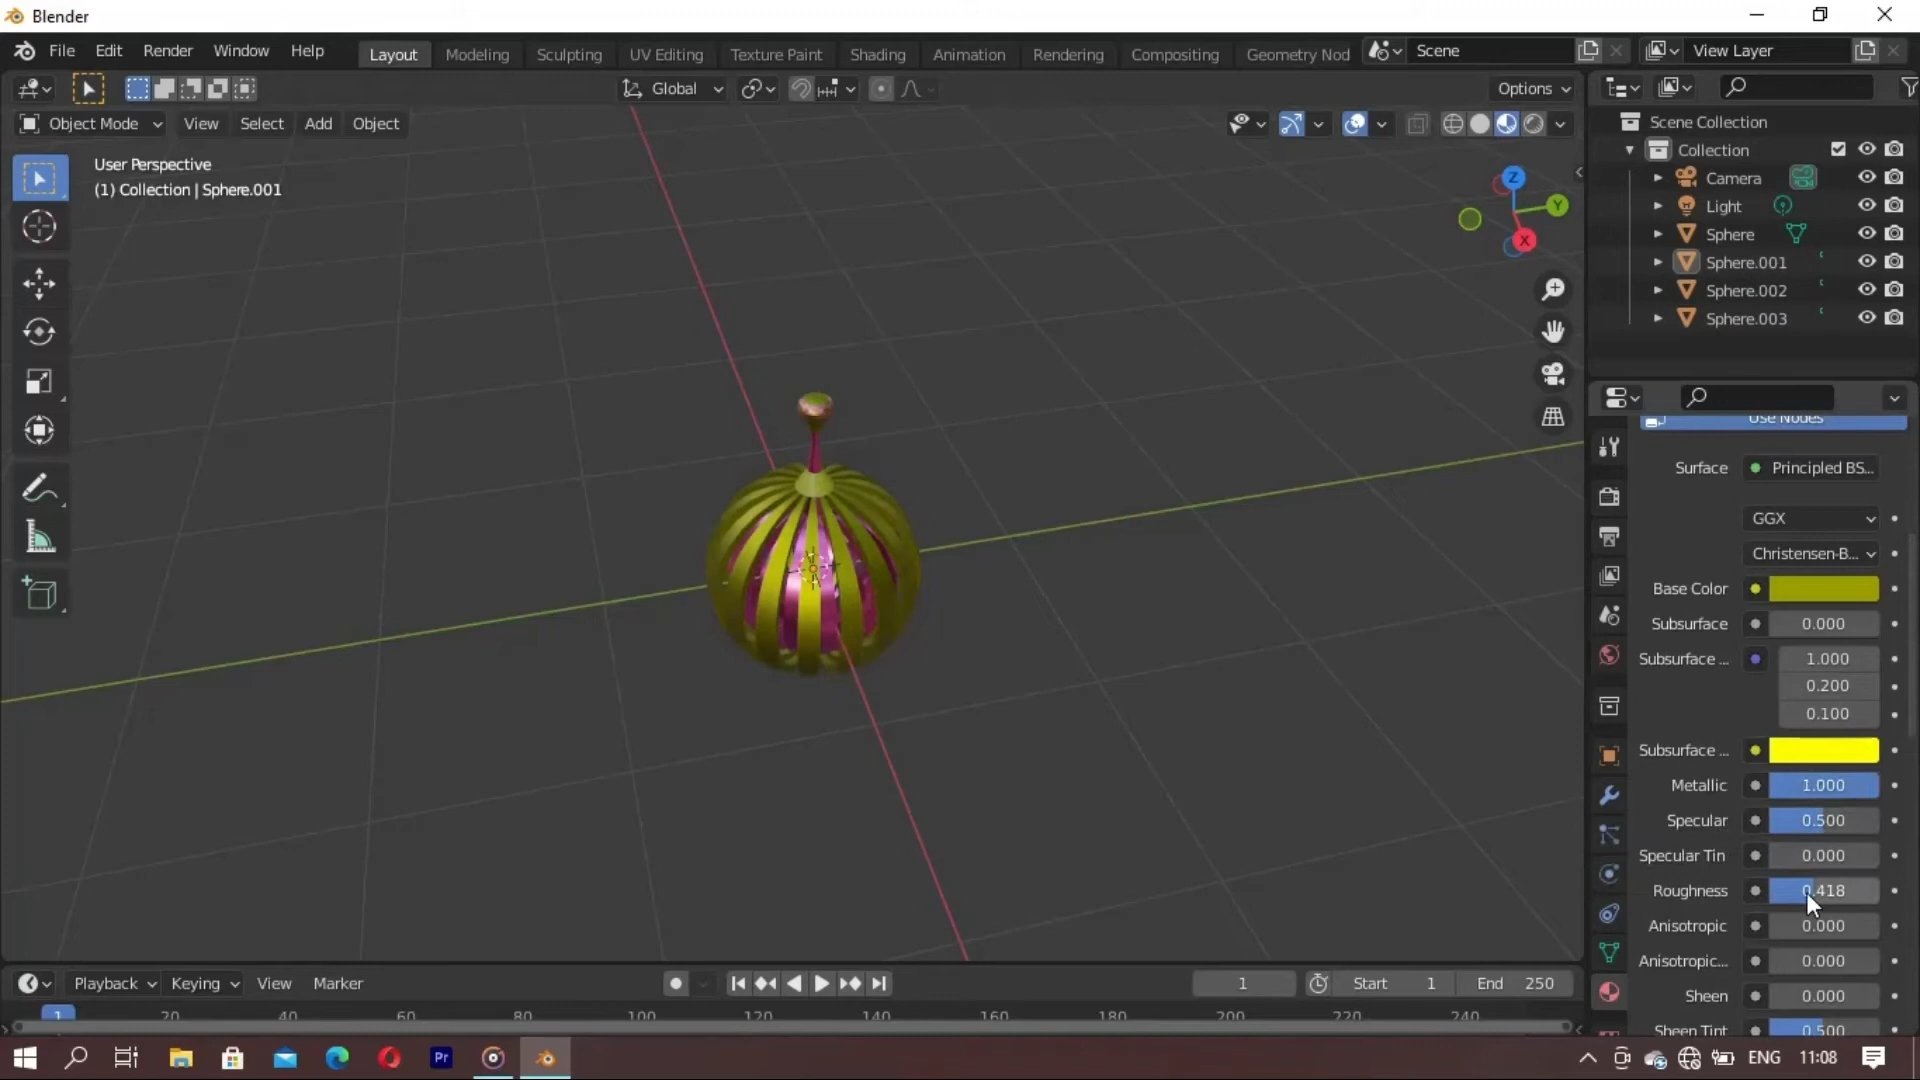 Blender
File Edit Render Window Help Layout Modeling Sculpting UV Editing Texture Paint Shading Animation Rendering Compositing Geometry Nod Scene View Layer
Global Options
Object Mode View Select Add Object
User Perspective
(1) Collection | Sphere.001
Z
Y
X
Scene Collection
Collection
Camera
Light
Sphere
Sphere.001
Sphere.002
Sphere.003
Use Nodes
Surface Principled BS...
GGX
Christensen-B...
Base Color
Subsurface 0.000
Subsurface ... 1.000
0.200
0.100
Subsurface ...
Metallic 1.000
Specular 0.500
Specular Tin 0.000
Roughness 0.418
Anisotropic 0.000
Anisotropic... 0.000
Sheen 0.000
Sheen Tint 0.500
Playback Keying View Marker 1 Start 1 End 250
1 20 40 60 80 100 120 140 160 180 200 220 240
Pr ENG 11:08